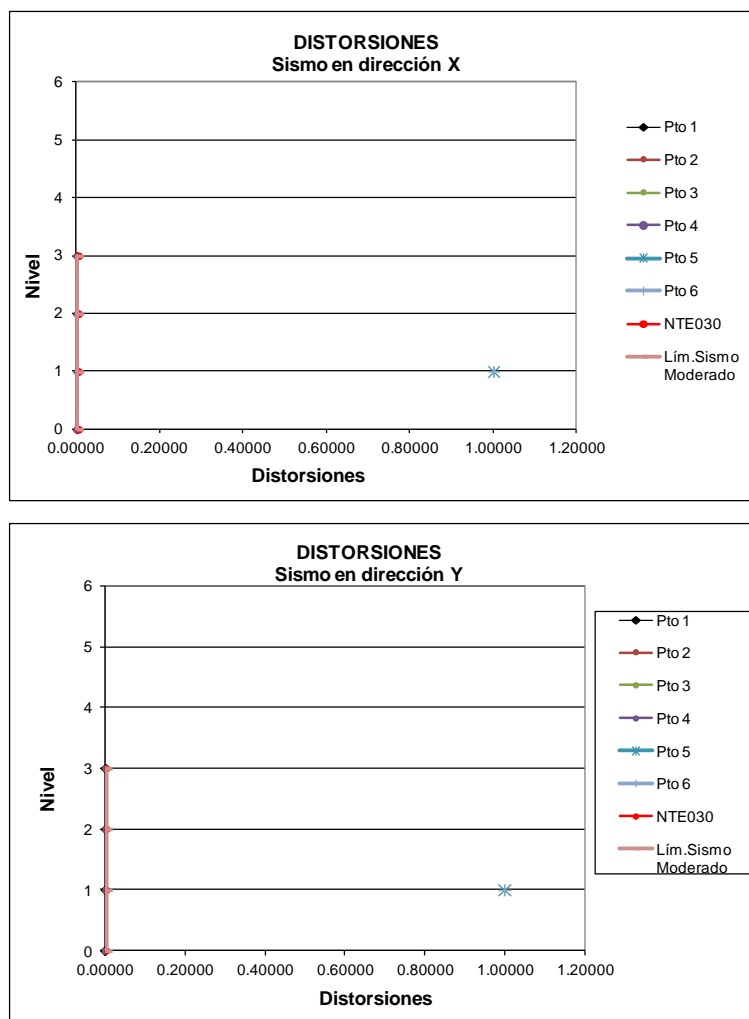 DISTORSIONES
Sismo en dirección X
6
5
4
3
2
1
0
Nivel
0.00000 0.20000 0.40000 0.60000 0.80000 1.00000 1.20000
Distorsiones
Pto 1
Pto 2
Pto 3
Pto 4
Pto 5
Pto 6
NTE030
Lím.Sismo
Moderado
DISTORSIONES
Sismo en dirección Y
6
5
4
3
2
1
0
Nivel
0.00000 0.20000 0.40000 0.60000 0.80000 1.00000 1.20000
Distorsiones
Pto 1
Pto 2
Pto 3
Pto 4
Pto 5
Pto 6
NTE030
Lím.Sismo
Moderado